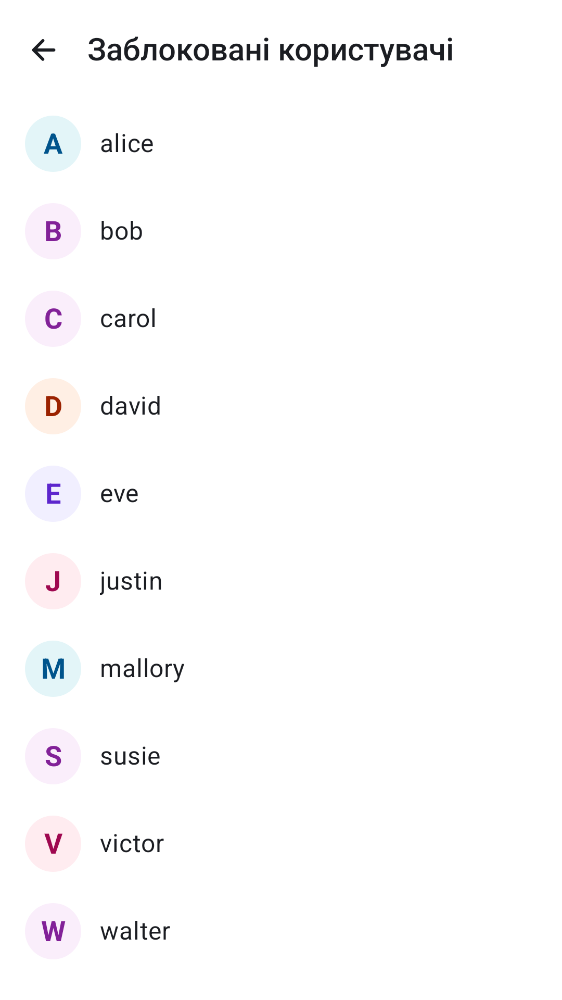 Заблоковані користувачі
A alice
B bob
C carol
D david
E eve
J justin
M mallory
S susie
V victor
W walter